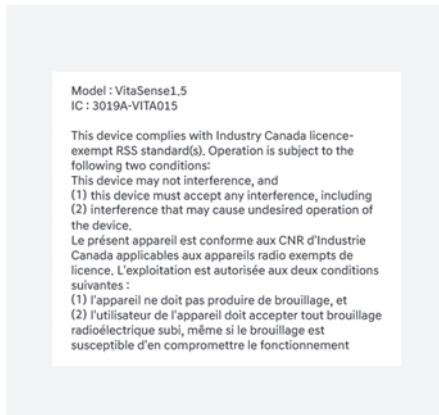 Model : VitaSense1.5
IC : 3019A-VITA015
This device complies with Industry Canada licence-
exempt RSS standard(s). Operation is subject to the
following two conditions:
This device may not interference, and
(1) this device must accept any interference, including
(2) interference that may cause undesired operation of
the device.
Le présent appareil est conforme aux CNR d'Industrie
Canada applicables aux appareils radio exempts de
licence. L'exploitation est autorisée aux deux conditions
suivantes :
(1) l'appareil ne doit pas produire de brouillage, et
(2) l'utilisateur de l'appareil doit accepter tout brouillage
radioélectrique subi, même si le brouillage est
susceptible d'en compromettre le fonctionnement